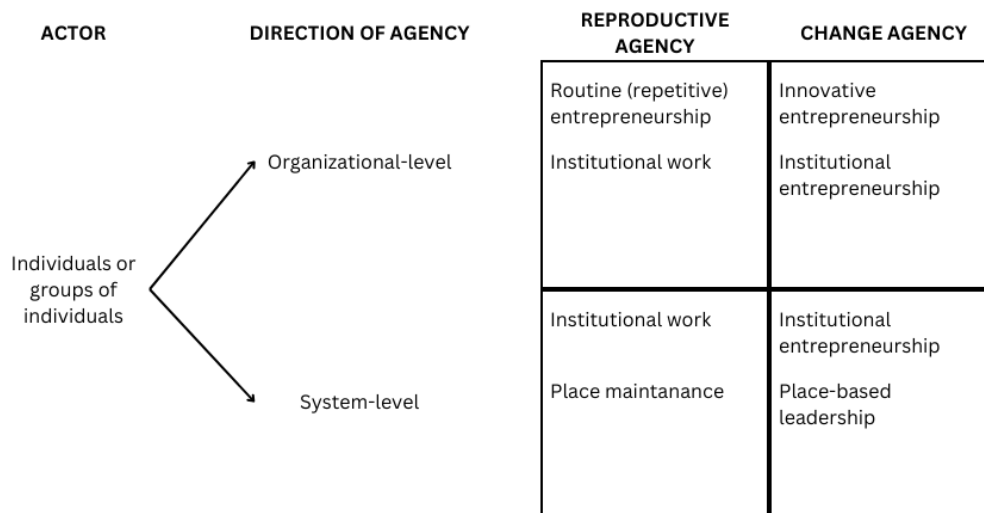 ACTOR
DIRECTION OF AGENCY
REPRODUCTIVE
AGENCY
CHANGE AGENCY
Routine (repetitive)
entrepreneurship
Innovative
entrepreneurship
Organizational-level
Institutional work
Institutional
entrepreneurship
Individuals or
groups of
individuals
Institutional work
Institutional
entrepreneurship
System-level
Place maintanance
Place-based
leadership